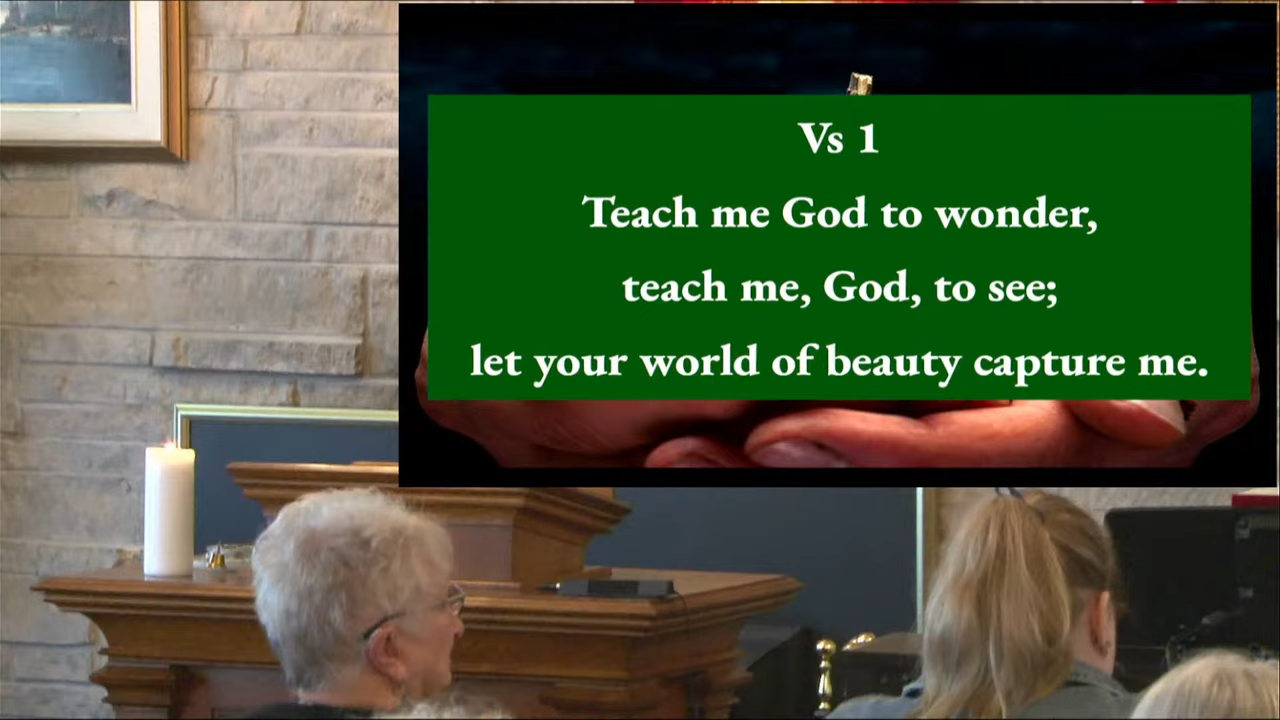 Vs 1
Teach me God to wonder,
teach me, God, to see;
let your world of beauty capture me.